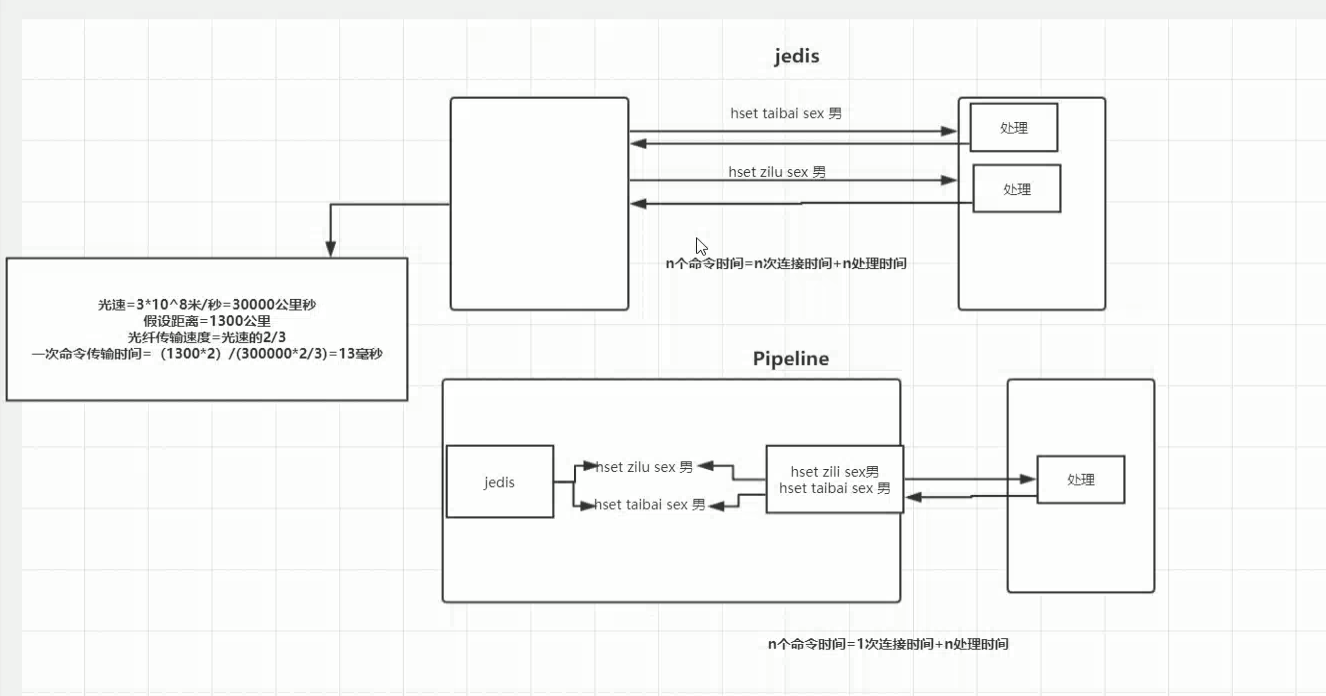 jedis
hset taibai sex 男
处理
hset zilu sex 男
处理
n个命令时间=n次连接时间+n处理时间
光速=3*10^8米/秒=30000公里秒
假设距离=1300公里
光纤传输速度=光速的2/3
一次命令传输时间=（1300*2）/(300000*2/3)=13毫秒
Pipeline
jedis
hset zilu sex 男
hset taibai sex 男
hset zili sex男
hset taibai sex 男
处理
n个命令时间=1次连接时间+n处理时间